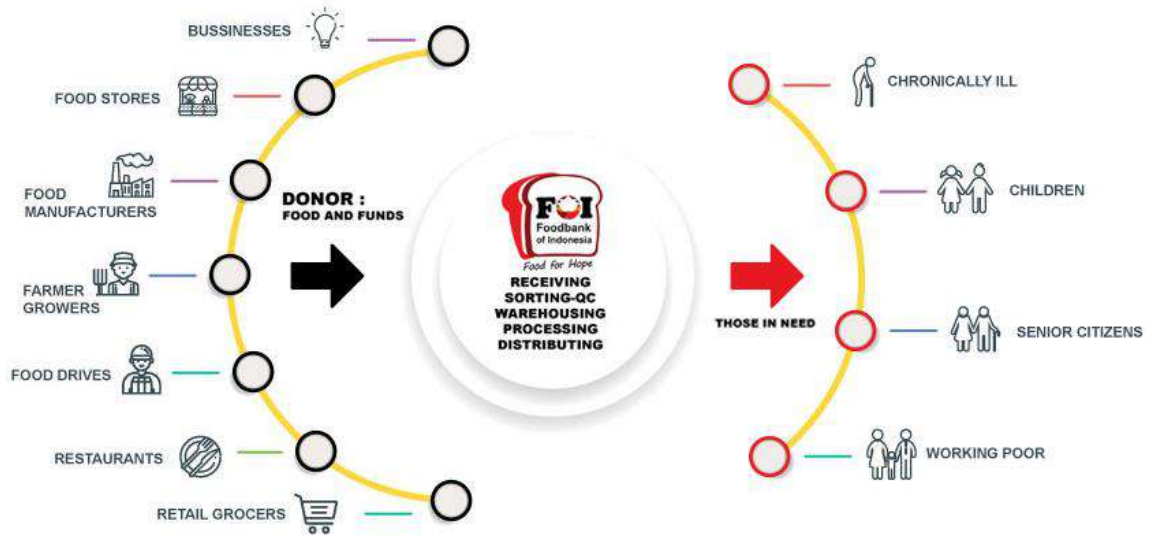 BUSSINESSES
FOOD STORES
FOOD
MANUFACTURERS
FARMER
GROWERS
FOOD DRIVES
RESTAURANTS
RETAIL GROCERS
DONOR :
FOOD AND FUNDS
FOI
Foodbank
of Indonesia
Food for Hope
RECEIVING
SORTING-QC
WAREHOUSING
PROCESSING
DISTRIBUTING
THOSE IN NEED
CHRONICALLY ILL
CHILDREN
SENIOR CITIZENS
WORKING POOR